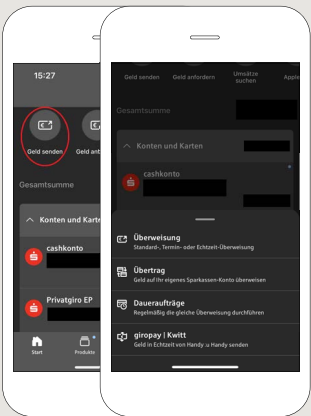 15:27
Geld senden
Geld ant
Gesamtsumme
Konten und Karte
cashkonto
Privatgiro EP
Start
Produkte
Geld senden
Geld anfordern
Umsätze
suchen
Apple
Gesamtsumme
Konten und Karten
cashkonto
Überweisung
Standard-, Termin- oder Echtzeit-Überweisung
Übertrag
Geld auf Ihr eigenes Sparkassen-Konto überweisen
Daueraufträge
Regelmäßig die gleiche Überweisung durchführen
giropay | Kwitt
Geld in Echtzeit von Handy zu Handy senden